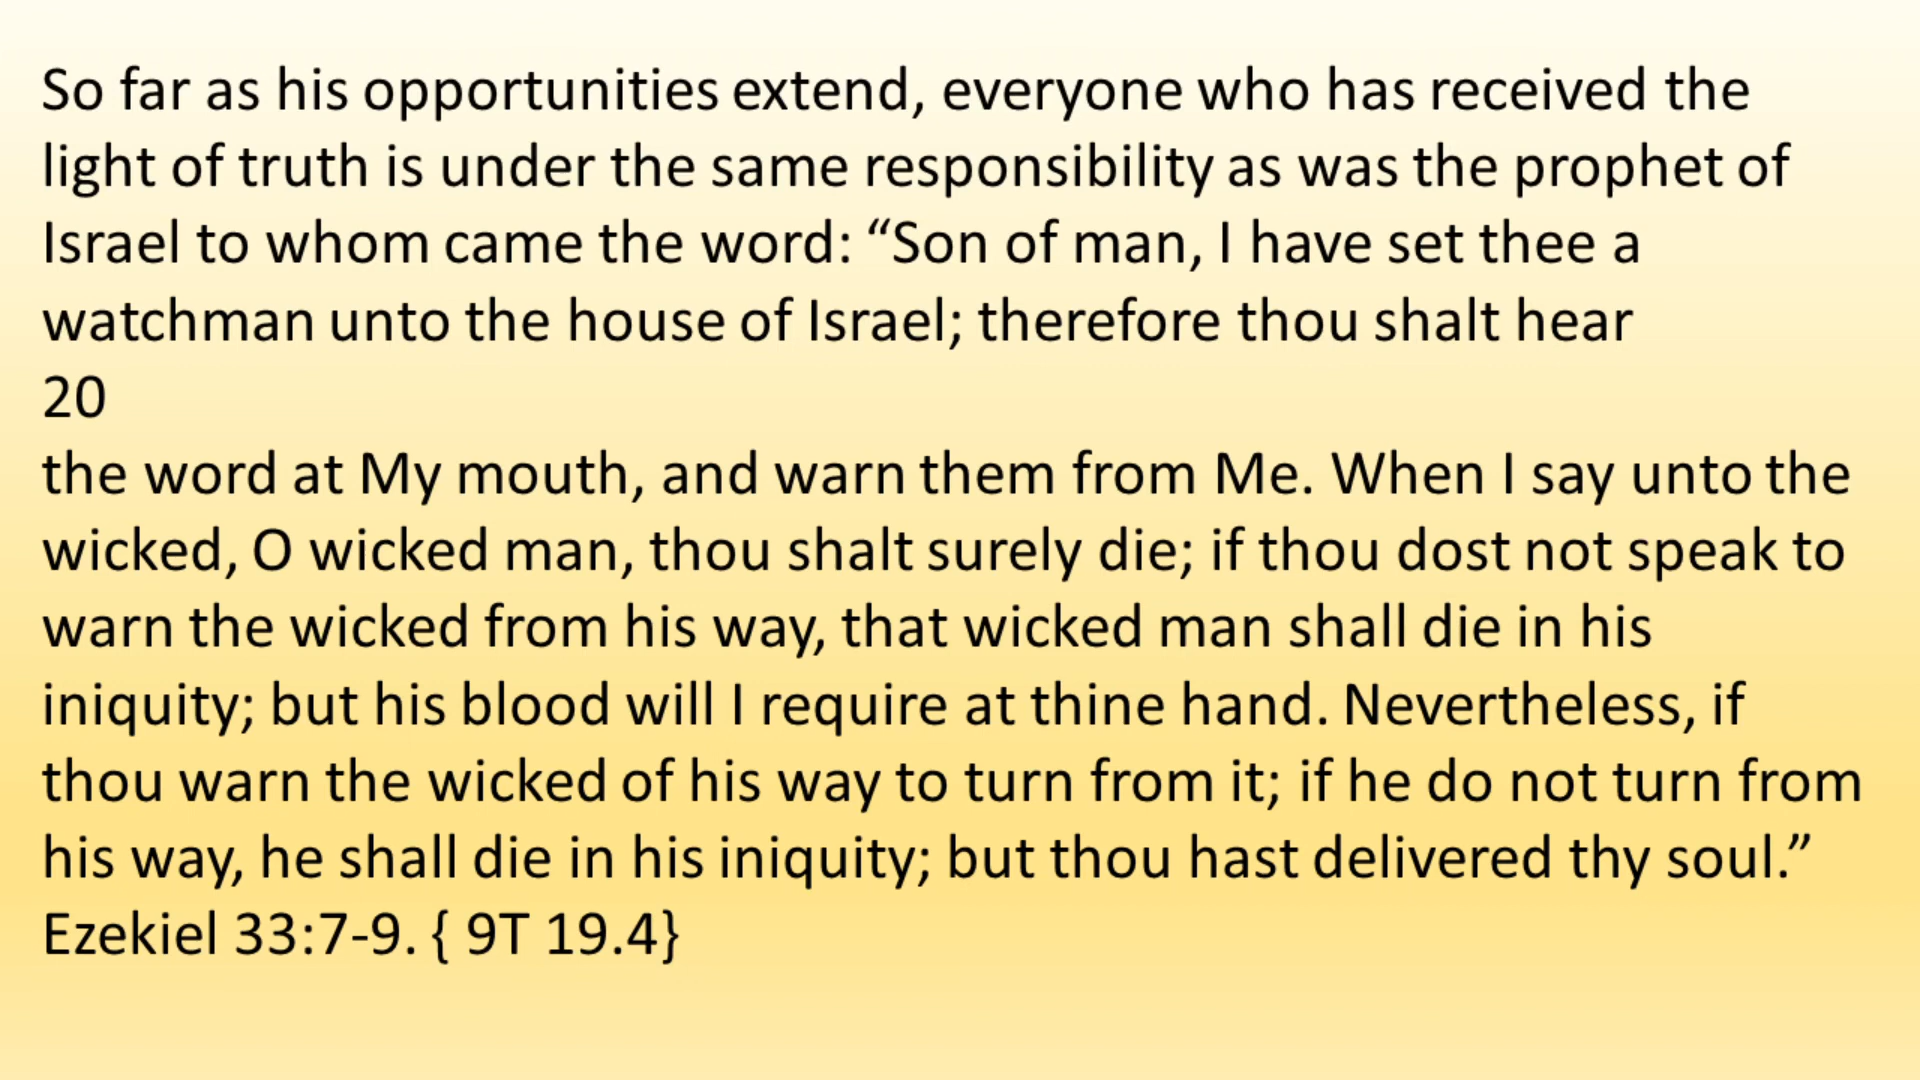 So far as his opportunities extend, everyone who has received the
light of truth is under the same responsibility as was the prophet of
Israel to whom came the word: “Son of man, I have set thee a
watchman unto the house of Israel; therefore thou shalt hear
20
the word at My mouth, and warn them from Me. When I say unto the
wicked, O wicked man, thou shalt surely die; if thou dost not speak to
warn the wicked from his way, that wicked man shall die in his
iniquity; but his blood will I require at thine hand. Nevertheless, if
thou warn the wicked of his way to turn from it; if he do not turn from
his way, he shall die in his iniquity; but thou hast delivered thy soul.”
Ezekiel 33:7-9. { 9T 19.4}